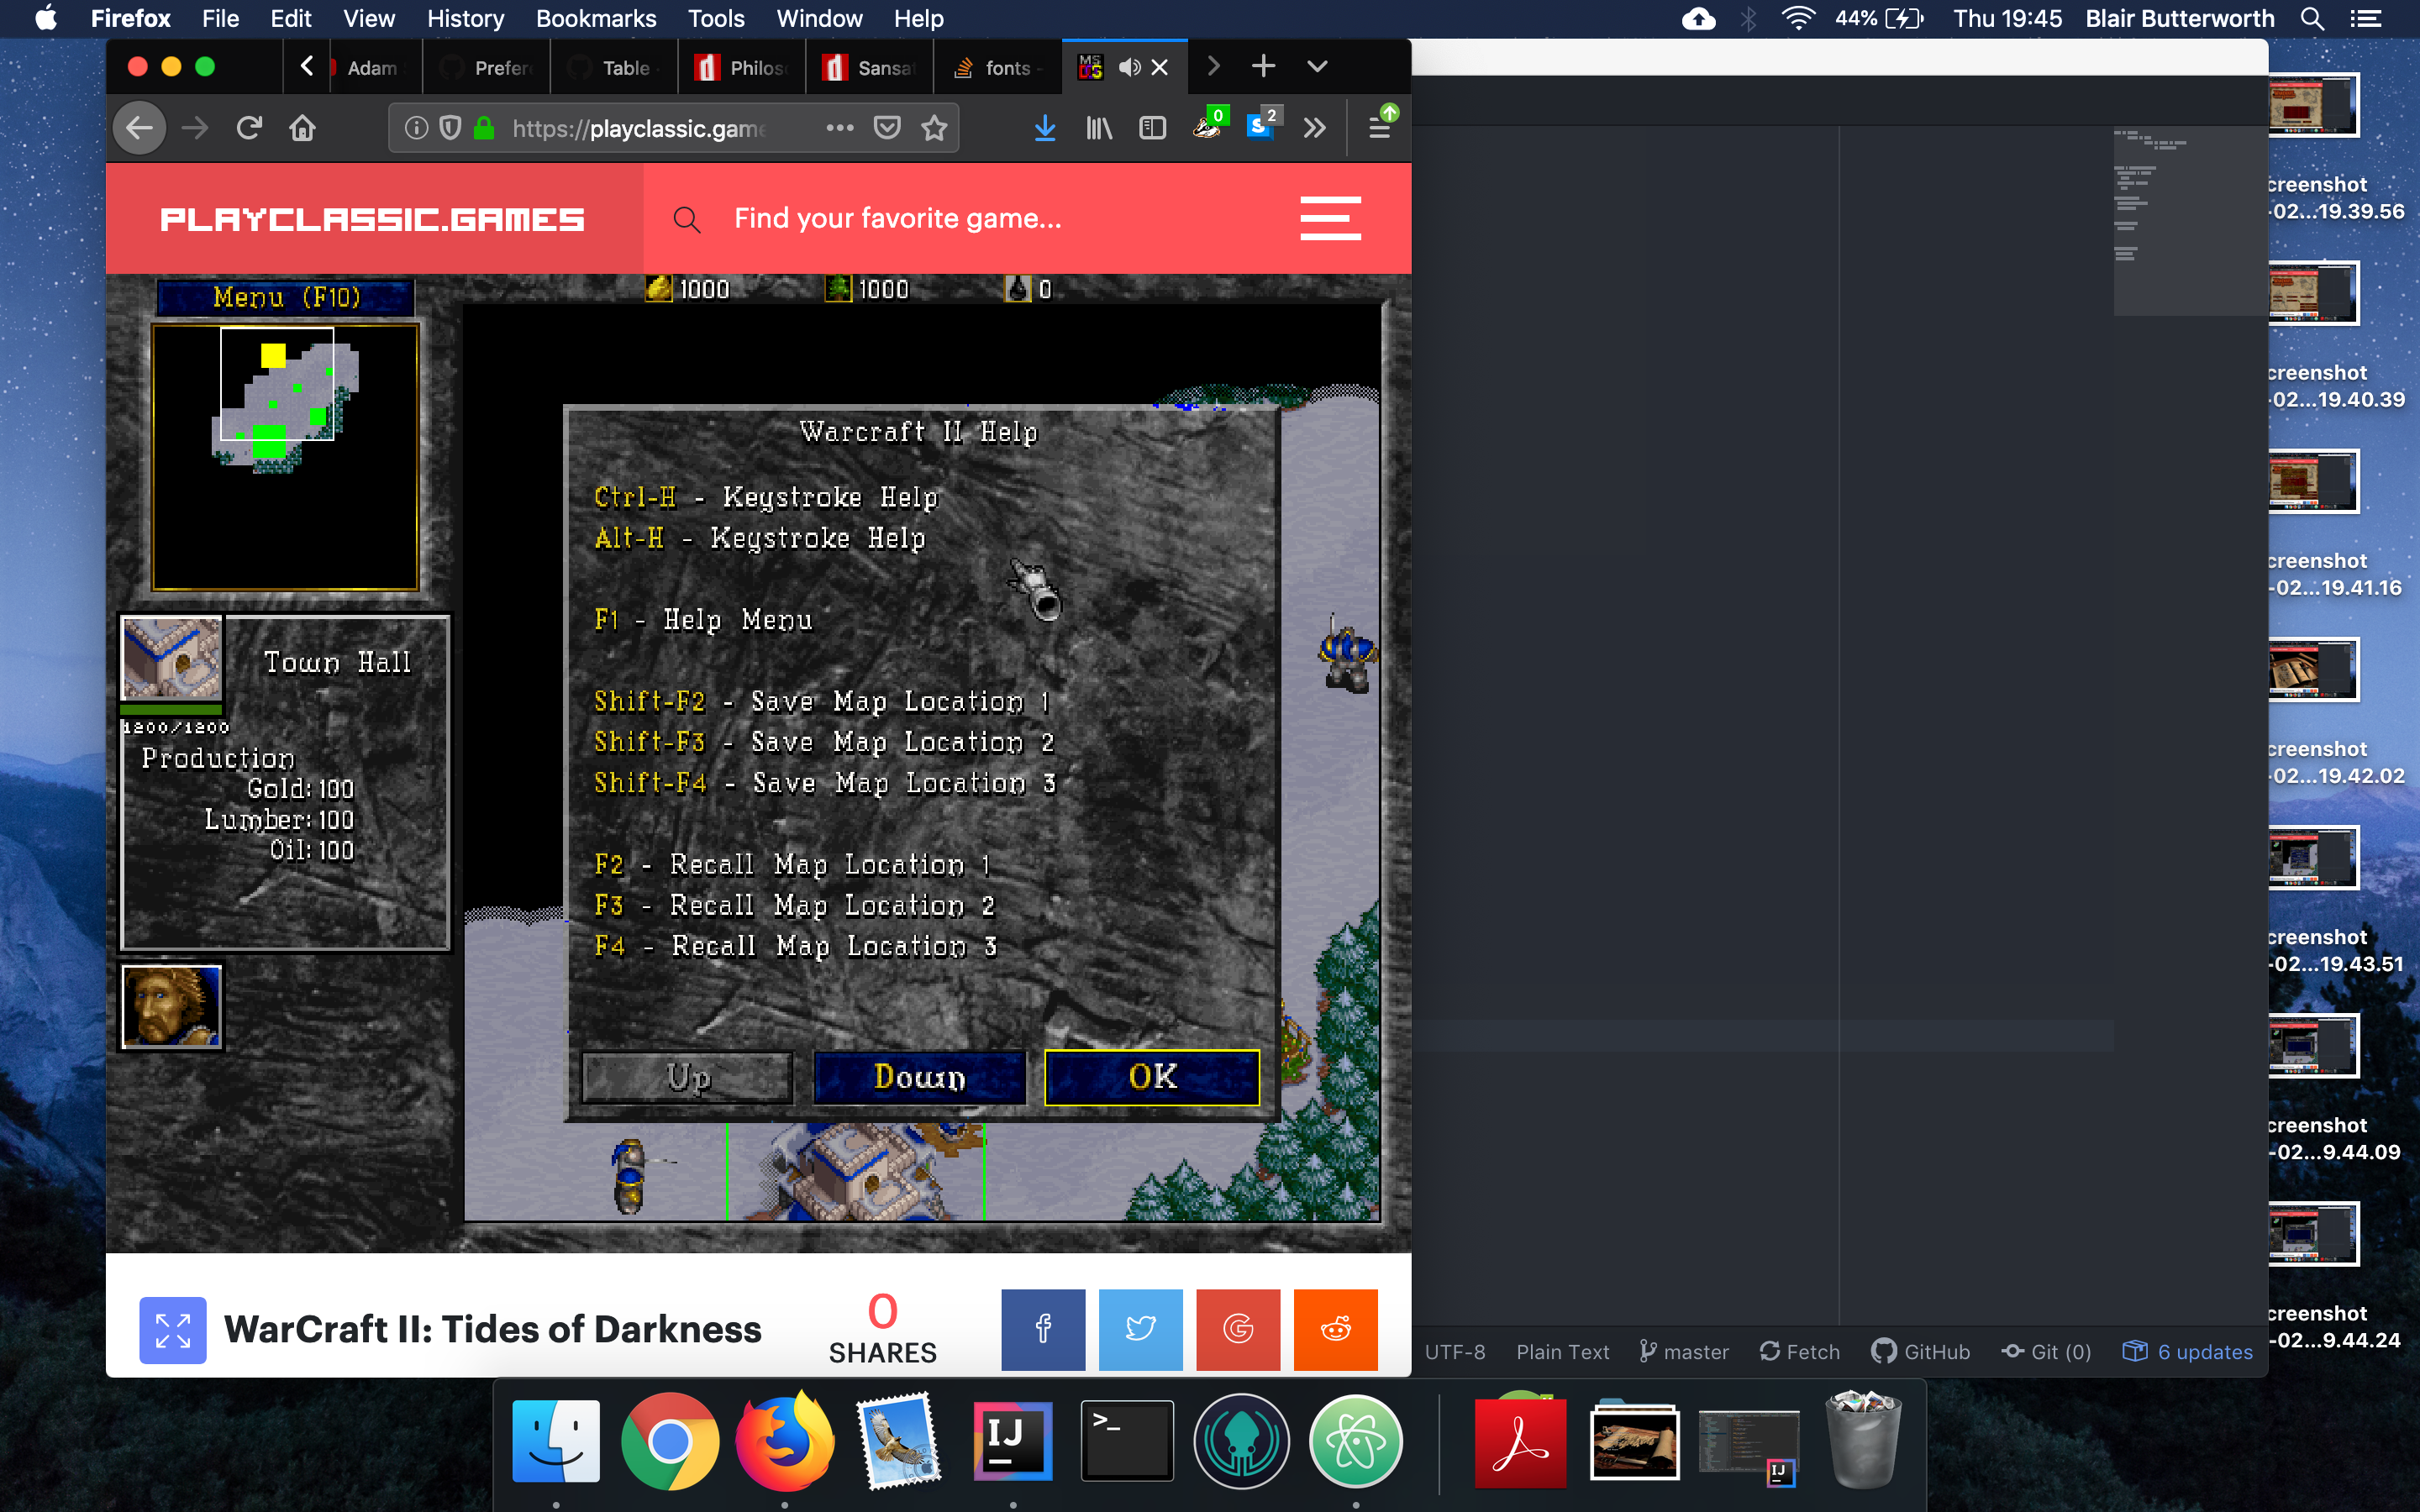 Firefox File Edit View History Bookmarks Tools Window Help 44% Thu 19:45 Blair Butterworth
Adam Prefer Table Philos Sansat fonts - MS DOS
https://playclassic.game 0 2
PLAYCLASSIC.GAMES Find your favorite game...
Menu (F10) 1000 1000 0
Warcraft II Help
Ctrl-H - Keystroke Help
Alt-H - Keystroke Help
F1 - Help Menu
Shift-F2 - Save Map Location 1
Shift-F3 - Save Map Location 2
Shift-F4 - Save Map Location 3
F2 - Recall Map Location 1
F3 - Recall Map Location 2
F4 - Recall Map Location 3
Up Down OK
Town Hall
1200/1200
Production
Gold: 100
Lumber: 100
Oil: 100
WarCraft II: Tides of Darkness
0
SHARES
UTF-8 Plain Text master Fetch GitHub Git (0) 6 updates
creenshot
-02...19.39.56
creenshot
-02...19.40.39
creenshot
-02...19.41.16
creenshot
-02...19.42.02
creenshot
-02...19.43.51
creenshot
-02...9.44.09
creenshot
-02...9.44.24
IJ
>_
IJ